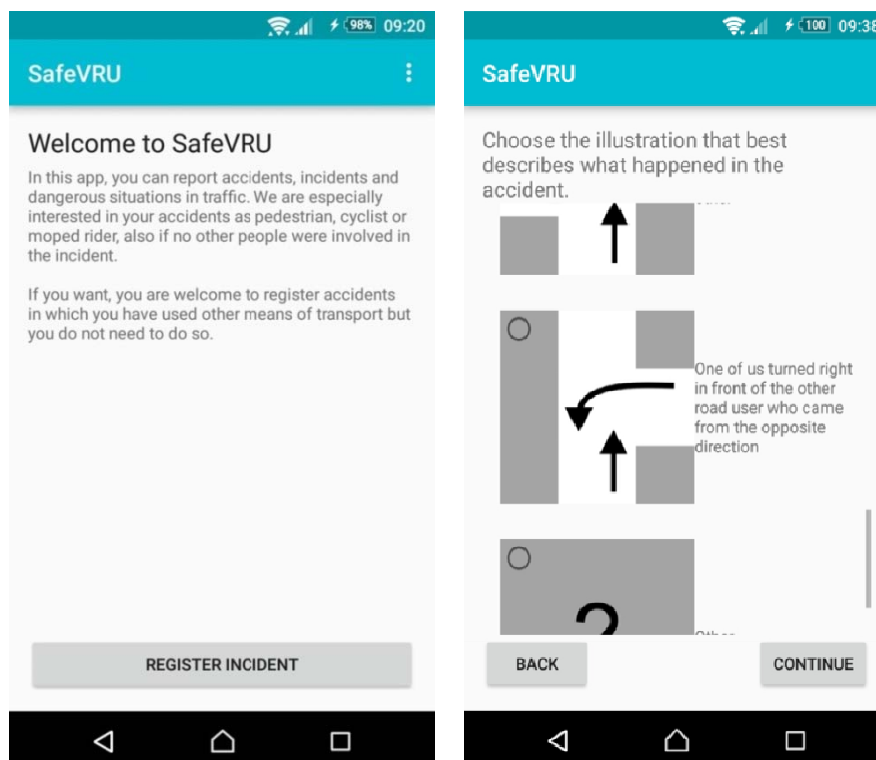 98% 09:20
SafeVRU
Welcome to SafeVRU
In this app, you can report accidents, incidents and
dangerous situations in traffic. We are especially
interested in your accidents as pedestrian, cyclist or
moped rider, also if no other people were involved in
the incident.
If you want, you are welcome to register accidents
in which you have used other means of transport but
you do not need to do so.
REGISTER INCIDENT
100 09:38
SafeVRU
Choose the illustration that best
describes what happened in the
accident.
One of us turned right
in front of the other
road user who came
from the opposite
direction
?
BACK
CONTINUE